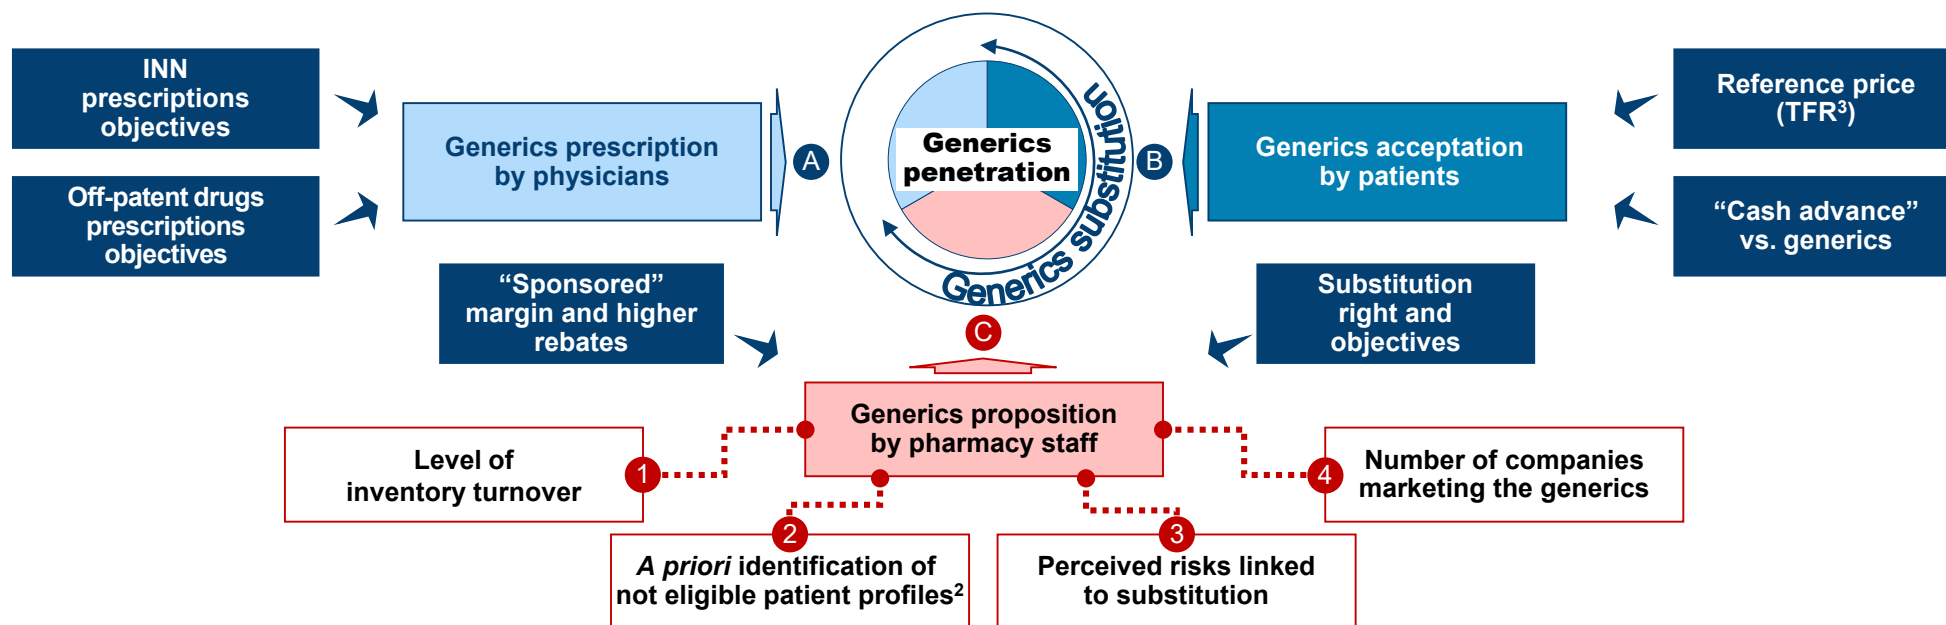 INN
prescriptions
objectives
Off-patent drugs
prescriptions
objectives
Generics prescription
by physicians
A
Generics
penetration
Generics substitution
B
Generics acceptation
by patients
Reference price
(TFR³)
“Cash advance”
vs. generics
“Sponsored”
margin and higher
rebates
C
Substitution
right and
objectives
Generics proposition
by pharmacy staff
Level of
inventory turnover
1
2
A priori identification of
not eligible patient profiles²
3
Perceived risks linked
to substitution
4
Number of companies
marketing the generics